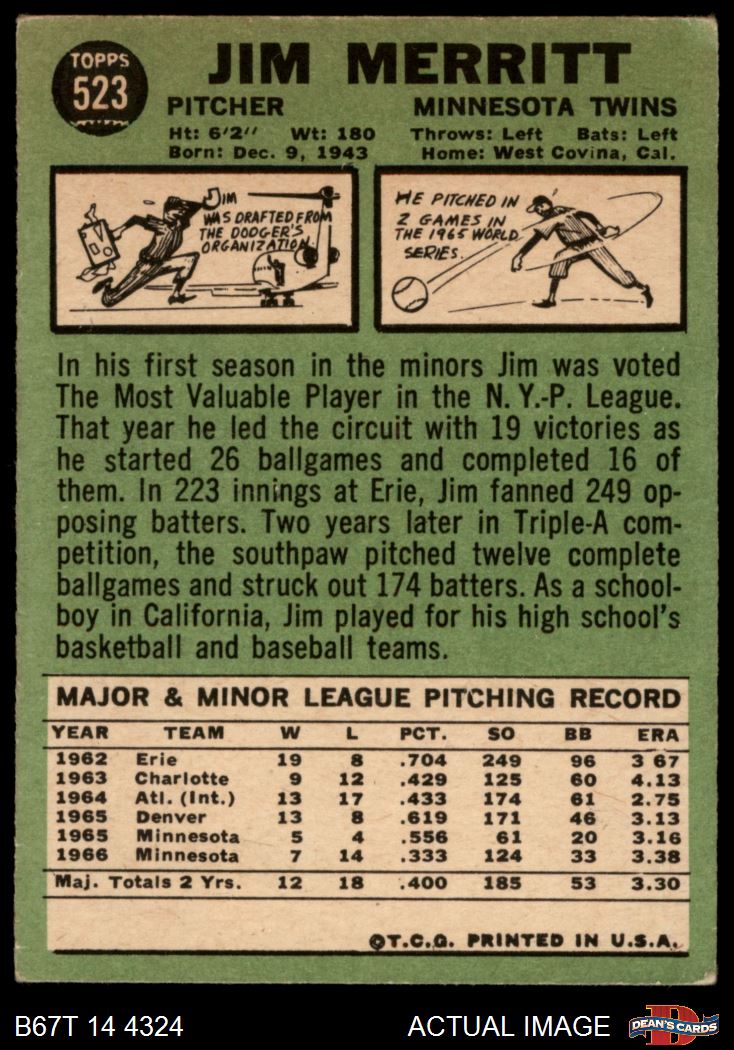 TOPPS
523
JIM MERRITT
PITCHER MINNESOTA TWINS
Ht: 6'2" Wt: 180 Throws: Left Bats: Left
Born: Dec. 9, 1943 Home: West Covina, Cal.
JIM
WAS DRAFTED FROM
THE DODGER'S
ORGANIZATION
HE PITCHED IN
2 GAMES IN
THE 1965 WORLD
SERIES.
In his first season in the minors Jim was voted
The Most Valuable Player in the N. Y.-P. League.
That year he led the circuit with 19 victories as
he started 26 ballgames and completed 16 of
them. In 223 innings at Erie, Jim fanned 249 op-
posing batters. Two years later in Triple-A com-
petition, the southpaw pitched twelve complete
ballgames and struck out 174 batters. As a school-
boy in California, Jim played for his high school's
basketball and baseball teams.
MAJOR & MINOR LEAGUE PITCHING RECORD
YEAR TEAM W L PCT. SO BB ERA
1962 Erie 19 8 .704 249 96 3 67
1963 Charlotte 9 12 .429 125 60 4.13
1964 Atl. (Int.) 13 17 .433 174 61 2.75
1965 Denver 13 8 .619 171 46 3.13
1965 Minnesota 5 4 .556 61 20 3.16
1966 Minnesota 7 14 .333 124 33 3.38
Maj. Totals 2 Yrs. 12 18 .400 185 53 3.30
©T.C.G. PRINTED IN U.S.A.
B67T 14 4324 ACTUAL IMAGE DEAN'S CARDS